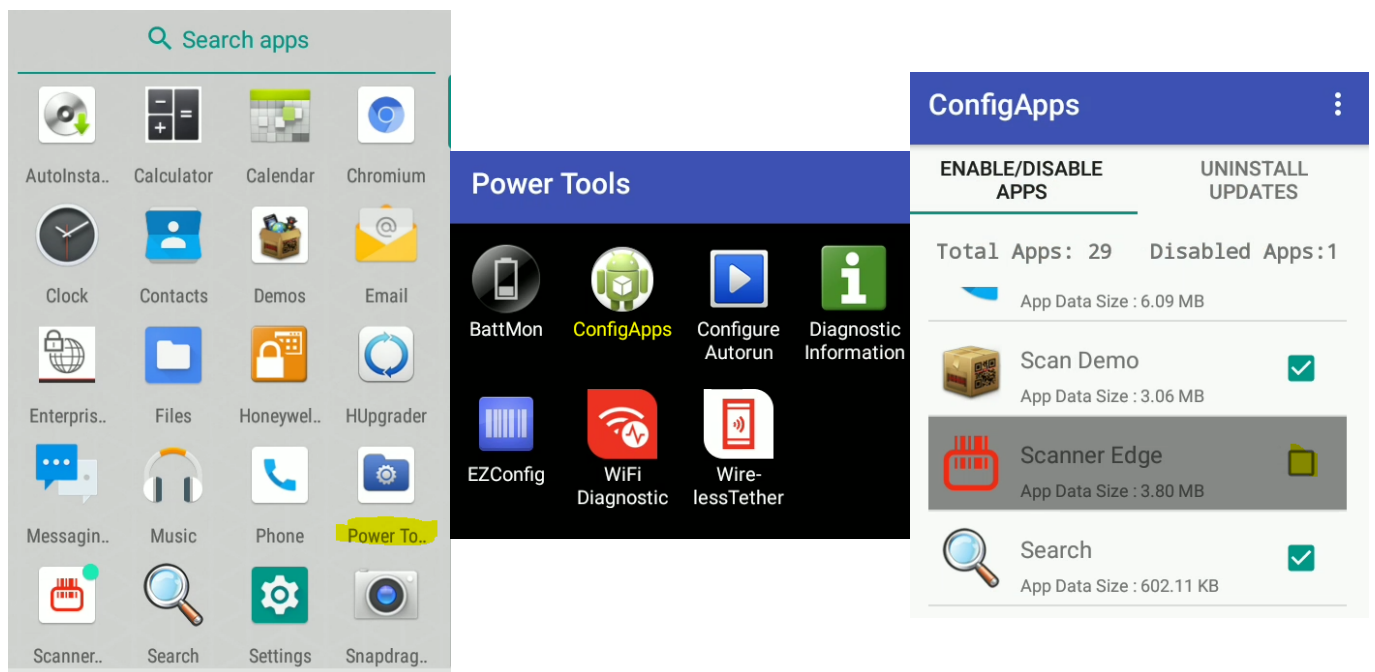 Search apps
AutoInsta..
Calculator
Calendar
Chromium
Clock
Contacts
Demos
Email
Enterpris..
Files
Honeywel..
HUpgrader
Messagin..
Music
Phone
Power To..
Scanner..
Search
Settings
Snapdrag..
Power Tools
BattMon
ConfigApps
Configure
Autorun
Diagnostic
Information
EZConfig
WiFi
Diagnostic
Wire-
lessTether
ConfigApps
ENABLE/DISABLE
APPS
UNINSTALL
UPDATES
Total Apps: 29 Disabled Apps:1
App Data Size : 6.09 MB
Scan Demo
App Data Size : 3.06 MB
Scanner Edge
App Data Size : 3.80 MB
Search
App Data Size : 602.11 KB